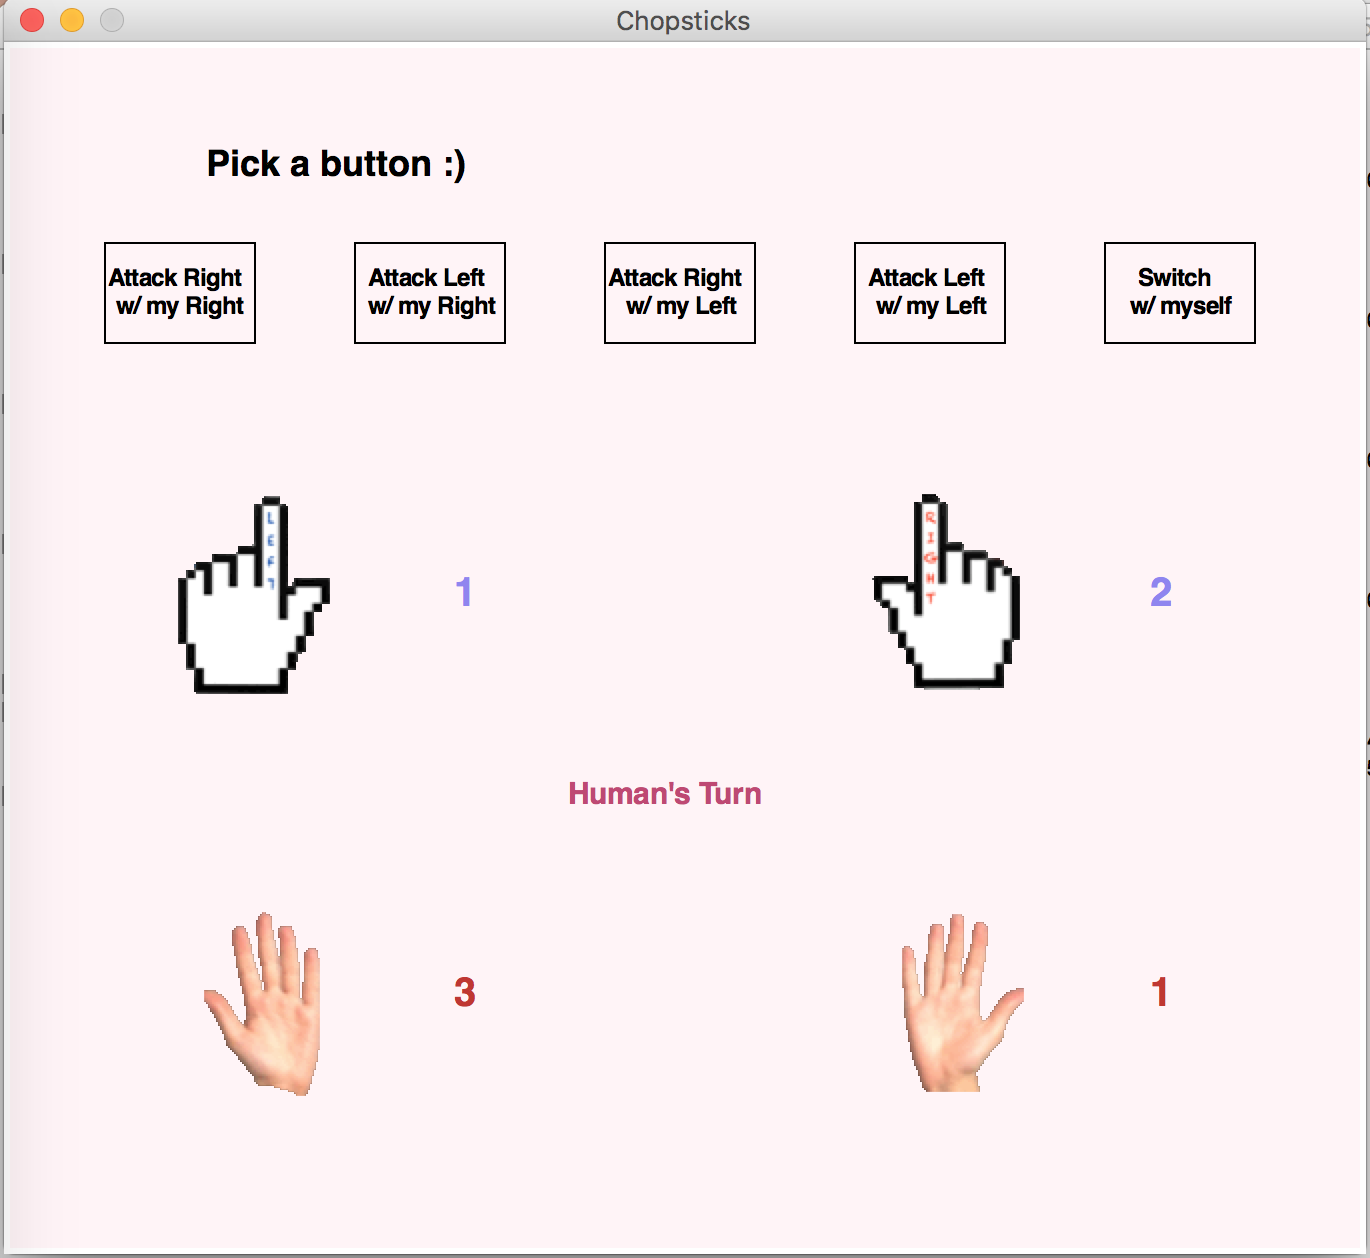 Chopsticks
Pick a button :)
Attack Right
w/ my Right
Attack Left
w/ my Right
Attack Right
w/ my Left
Attack Left
w/ my Left
Switch
w/ myself
LEFT
1
RIGHT
2
Human's Turn
3
1